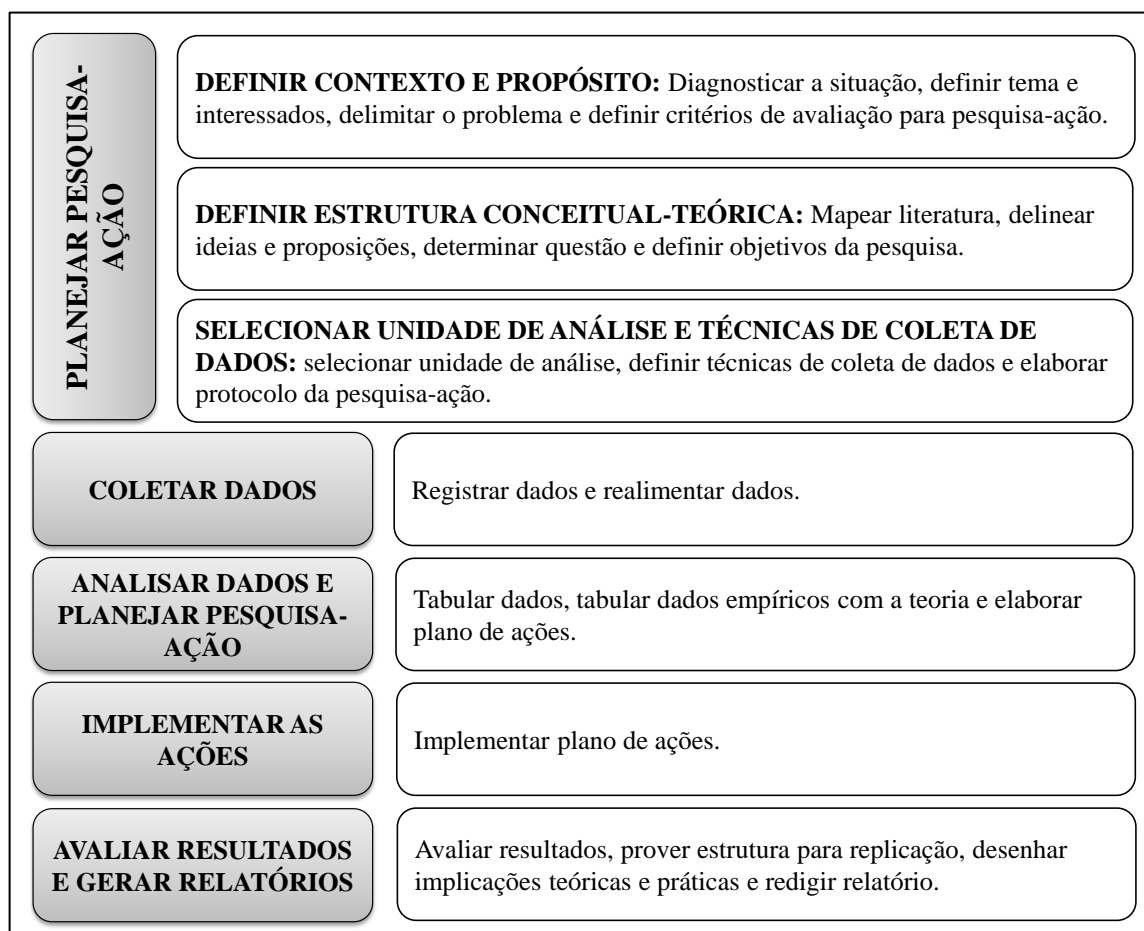 PLANEJAR PESQUISA-
AÇÃO
DEFINIR CONTEXTO E PROPÓSITO: Diagnosticar a situação, definir tema e
interessados, delimitar o problema e definir critérios de avaliação para pesquisa-ação.
DEFINIR ESTRUTURA CONCEITUAL-TEÓRICA: Mapear literatura, delinear
ideias e proposições, determinar questão e definir objetivos da pesquisa.
SELECIONAR UNIDADE DE ANÁLISE E TÉCNICAS DE COLETA DE
DADOS: selecionar unidade de análise, definir técnicas de coleta de dados e elaborar
protocolo da pesquisa-ação.
COLETAR DADOS
Registrar dados e realimentar dados.
ANALISAR DADOS E
PLANEJAR PESQUISA-
AÇÃO
Tabular dados, tabular dados empíricos com a teoria e elaborar
plano de ações.
IMPLEMENTAR AS
AÇÕES
Implementar plano de ações.
AVALIAR RESULTADOS
E GERAR RELATÓRIOS
Avaliar resultados, prover estrutura para replicação, desenhar
implicações teóricas e práticas e redigir relatório.